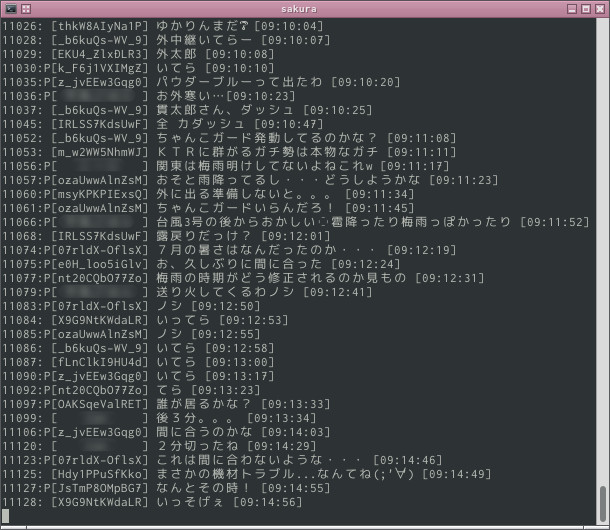 sakura
11026: [thkW8AIyNa1P] ゆかりんまだ? [09:10:04]
11028: [_b6kuQs-WV_9] 外中継いてらー [09:10:07]
11029: [EKU4_ZlxDLR3] 外太郎 [09:10:08]
11030:P[k_F6j1VXIMgZ] いてら [09:10:10]
11035:P[z_jvEEw3Gqg0] パウダーブルーって出たわ [09:10:20]
11036:P[ ] お外寒い… [09:10:23]
11037: [_b6kuQs-WV_9] 貫太郎さん、ダッシュ [09:10:25]
11045: [IRLSS7KdsUwF] 全 力ダッシュ [09:10:47]
11052: [_b6kuQs-WV_9] ちゃんこガード発動してるのかな? [09:11:08]
11053: [m_w2WW5NhmWJ] KTRに群がるガチ勢は本物なガチ [09:11:11]
11056:P[ ] 関東は梅雨明けしてないよねこれw [09:11:17]
11057:P[ozaUwwAlnZsM] おそと雨降ってるし・・・どうしようかな [09:11:23]
11060:P[msyKPKPIExsQ] 外に出る準備しないと。。。 [09:11:34]
11061:P[ozaUwwAlnZsM] ちゃんこガードいらんだろ! [09:11:45]
11066:P[ ] 台風3号の後からおかしい 雹降ったり梅雨っぽかったり [09:11:52]
11068: [IRLSS7KdsUwF] 露戻りだっけ? [09:12:01]
11074:P[07rldX-OflsX] 7月の暑さはなんだったのか・・・ [09:12:19]
11075:P[e0H_loo5iGlv] お、久しぶりに間に合った [09:12:24]
11077:P[nt20CQbO77Zo] 梅雨の時期がどう修正されるのか見もの [09:12:31]
11079:P[ ] 送り火してくるわノシ [09:12:41]
11083:P[07rldX-OflsX] ノシ [09:12:50]
11084: [X9G9NtKWdaLR] いってら [09:12:53]
11085:P[ozaUwwAlnZsM] ノシ [09:12:55]
11086: [_b6kuQs-WV_9] いてら [09:12:58]
11087: [fLnClkI9HU4d] いてら [09:13:00]
11090:P[z_jvEEw3Gqg0] いてら [09:13:17]
11092:P[nt20CQbO77Zo] てら [09:13:23]
11097:P[OAKSqeValRET] 誰が居るかな? [09:13:33]
11099: [ ] 後3分。。。 [09:13:34]
11106:P[z_jvEEw3Gqg0] 間に合うのかな [09:14:03]
11120: [ ] 2分切ったね [09:14:29]
11123:P[07rldX-OflsX] これは間に合わないような・・・ [09:14:46]
11125: [Hdy1PPuSfKko] まさかの機材トラブル...なんてね(;'∀') [09:14:49]
11127:P[JsTmP8OMpBG7] なんとその時! [09:14:55]
11128: [X9G9NtKWdaLR] いっそげぇ [09:14:56]